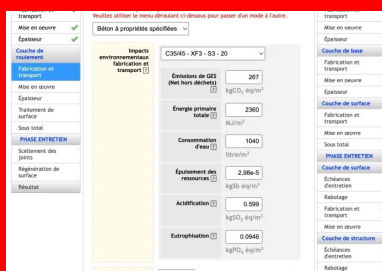 transport
Mise en oeuvre
Épaisseur
Couche de
roulement
Fabrication et
transport
Mise en œuvre
Épaisseur
Traitement de
surface
Sous total
PHASE ENTRETIEN
Scellement des
joints
Régénération de
surface
Résultat
Veuillez utiliser le menu déroulant ci-dessous pour passer d'un mode à l'autre.
Béton à propriétés spécifiées
Impacts
environnementaux
fabrication et
transport [?]
C35/45 - XF3 - S3 - 20
Émissions de GES
(Net hors déchets)
[?]
267
kgCO₂ éq/m³
Énergie primaire
totale [?]
2360
MJ/m³
Consommation
d'eau [?]
1040
litre/m³
Épuisement des
ressources [?]
2.98e-5
kgSb éq/m³
Acidification [?]
0.599
kgSO₂ éq/m³
Eutrophisation [?]
0.0946
kgPO₄ éq/m³
transport
Mise en œuvre
Épaisseur
Couche de base
Fabrication et
transport
Mise en œuvre
Epaisseur
Couche de surface
Fabrication et
transport
Mise en œuvre
Sous total
PHASE ENTRETIEN
Couche de surface
Échéances
d'entretien
Rabotage
Fabrication et
transport
Mise en œuvre
Couche de structure
Échéances
d'entretien
Rabotage